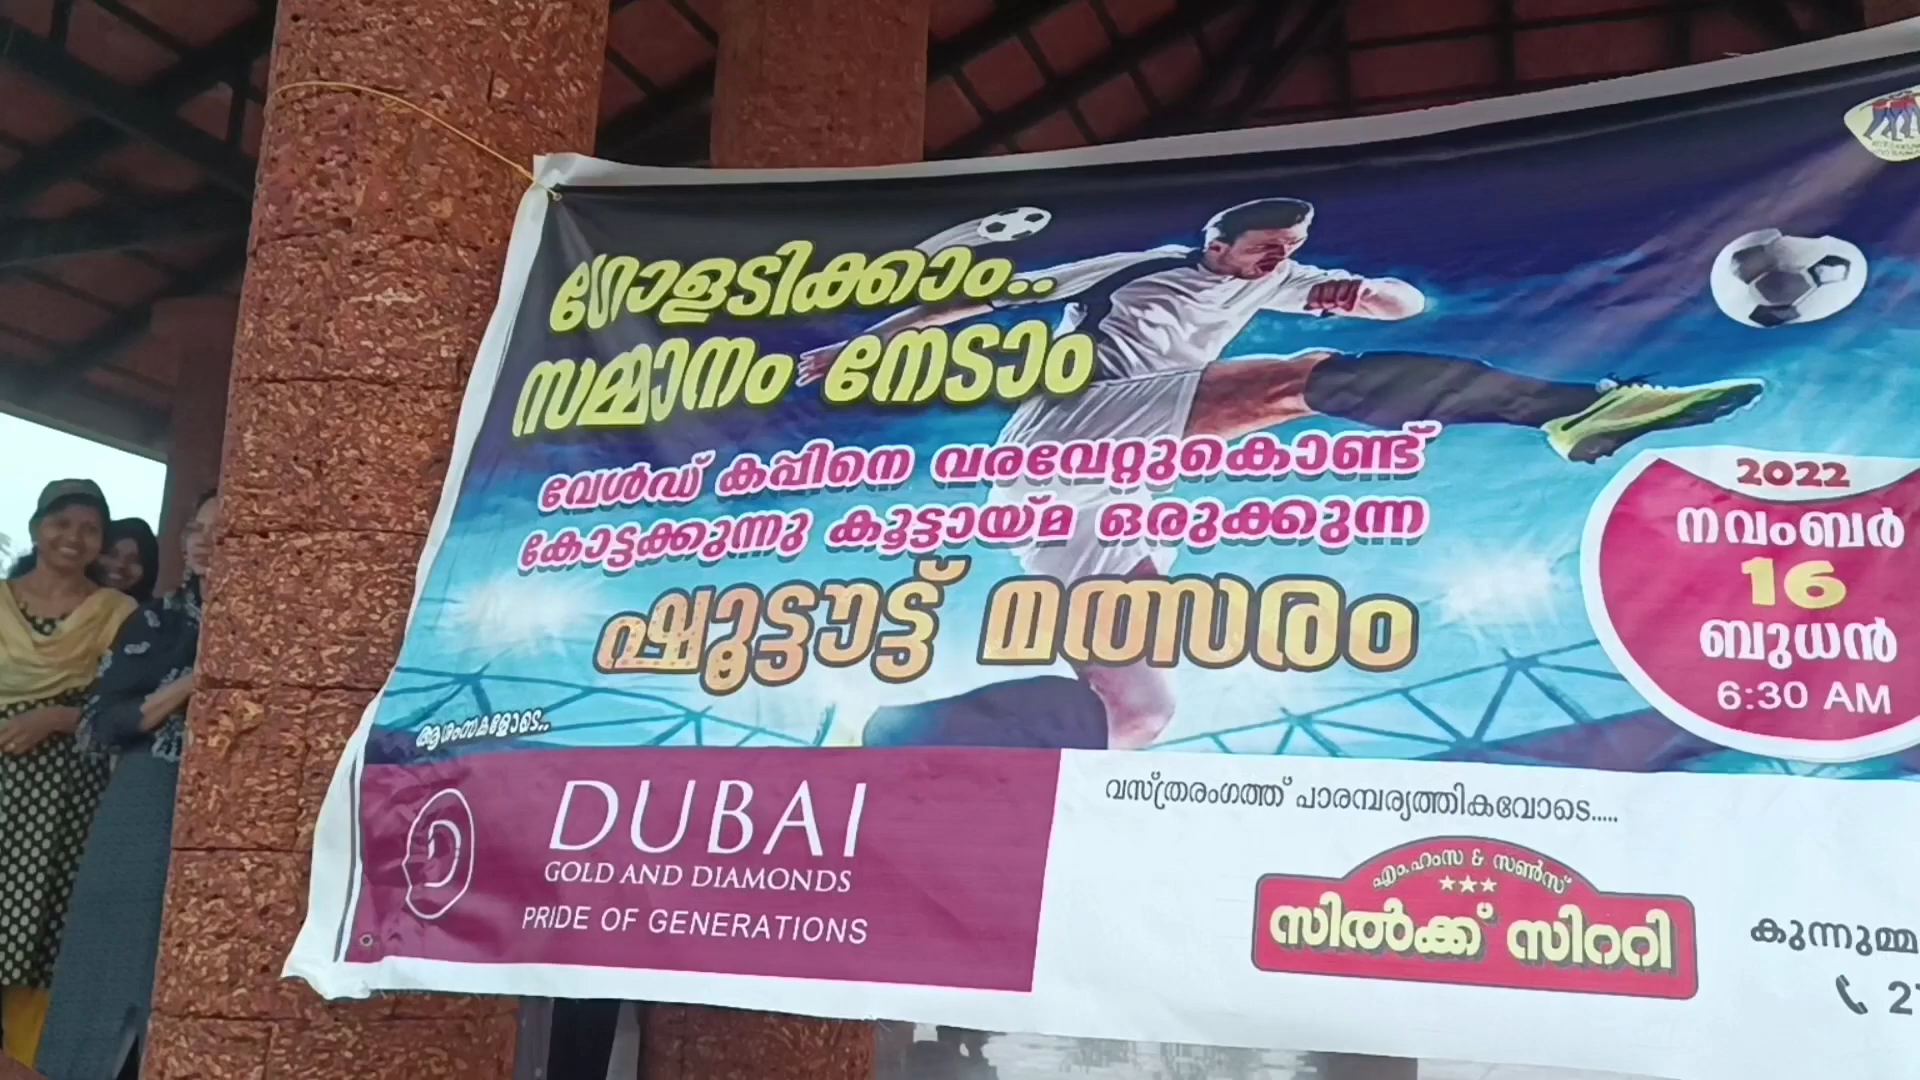 ഗോളടിക്കാം..
സമ്മാനം നേടാം
വേൾഡ് കപ്പിനെ വരവേറ്റുകൊണ്ട്
കോട്ടക്കുന്നു കൂട്ടായ്മ ഒരുക്കുന്ന
ഷൂട്ടൗട്ട് മത്സരം
2022
നവംബർ
16
ബുധൻ
6:30 AM
ആശംസകളോടെ..
DUBAI
GOLD AND DIAMONDS
PRIDE OF GENERATIONS
വസ്ത്രരംഗത്ത് പാരമ്പര്യത്തികവോടെ.....
എം.ഹംസ & സൺസ്
സിൽക്ക് സിററി